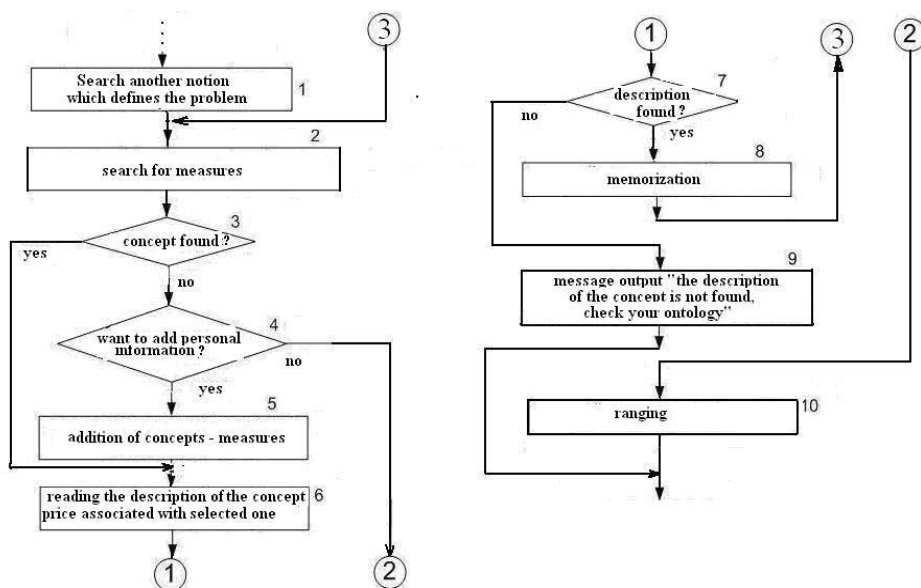 3
Search another notion
which defines the problem
1
2
search for measures
3
concept found ?
yes
no
4
want to add personal
information ?
no
yes
5
addition of concepts - measures
6
reading the description of the concept
price associated with selected one
1
2
1
3
2
7
description
found ?
no
yes
8
memorization
9
message output "the description
of the concept is not found,
check your ontology"
ranging
10